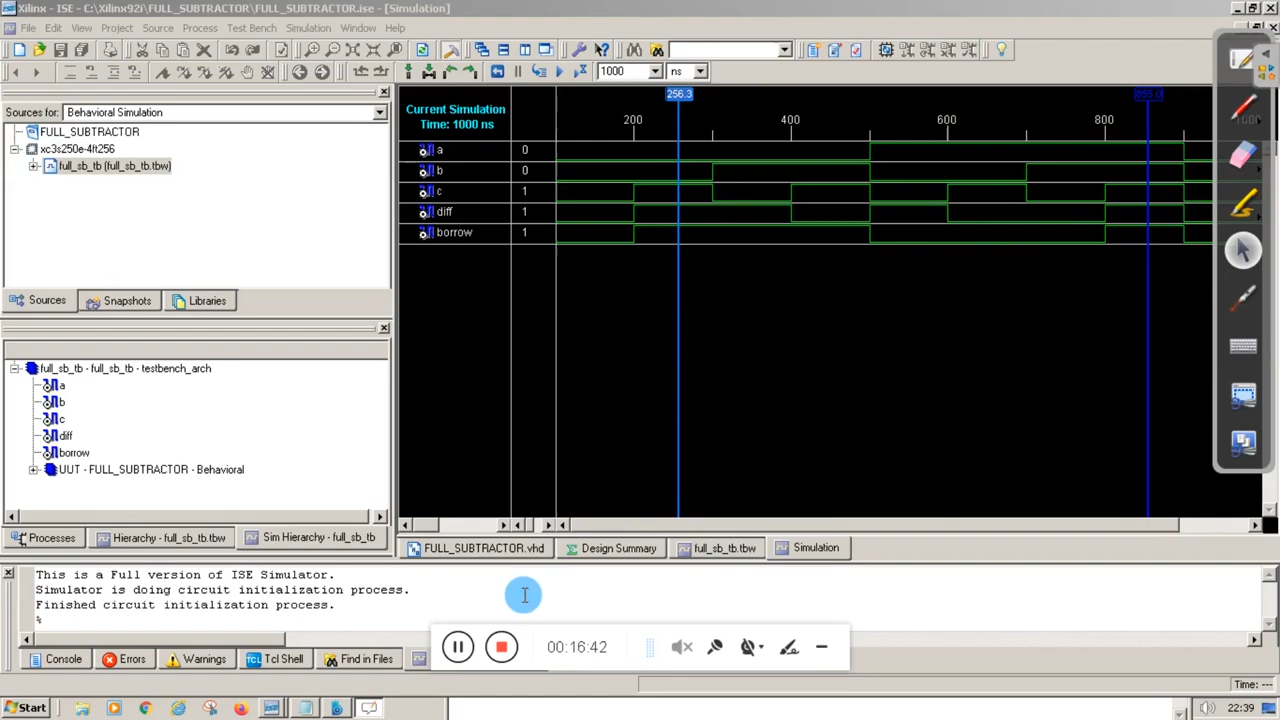 Xilinx - ISE - C:\Xilinx92i\FULL_SUBTRACTOR\FULL_SUBTRACTOR.ise - [Simulation]
File Edit View Project Source Process Test Bench Simulation Window Help
1000 ns
Sources for: Behavioral Simulation
FULL_SUBTRACTOR
xc3s250e-4ft256
full_sb_tb (full_sb_tb.tbw)
Sources Snapshots Libraries
full_sb_tb - full_sb_tb - testbench_arch
a
b
c
diff
borrow
UUT - FULL_SUBTRACTOR - Behavioral
Processes Hierarchy - full_sb_tb.tbw Sim Hierarchy - full_sb_tb
256.3 855.0
Current Simulation
Time: 1000 ns
200 400 600 800 1000
a 0
b 0
c 1
diff 1
borrow 1
FULL_SUBTRACTOR.vhd Design Summary full_sb_tb.tbw Simulation
This is a Full version of ISE Simulator.
Simulator is doing circuit initialization process.
Finished circuit initialization process.
%
00:16:42
Console Errors Warnings Tcl Shell Find in Files
Time: ---
Start 22:39